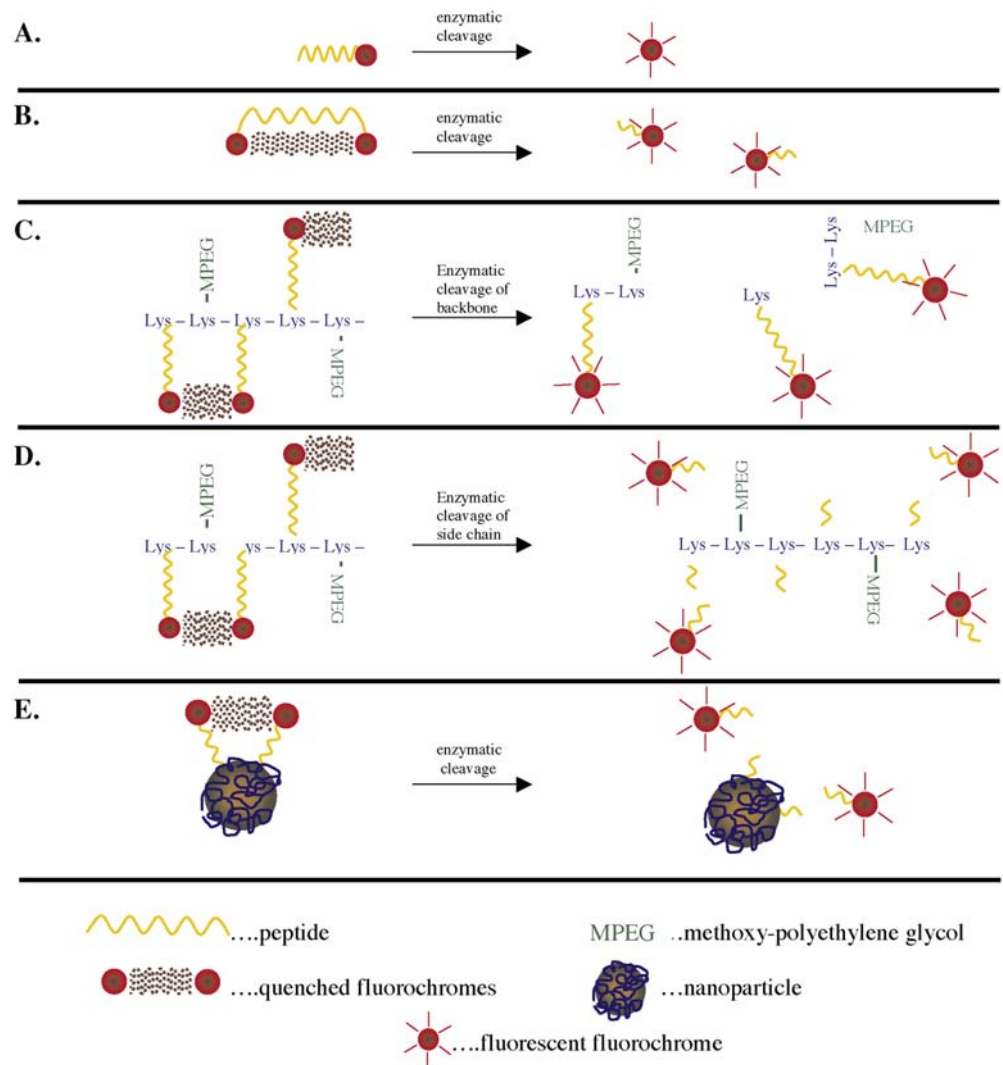 A.
enzymatic
cleavage
B.
enzymatic
cleavage
C.
MPEG
Lys – Lys – Lys – Lys – Lys –
MPEG
Enzymatic
cleavage of
backbone
MPEG
Lys – Lys
Lys
Lys – Lys
MPEG
D.
MPEG
Lys – Lys ys – Lys – Lys –
MPEG
Enzymatic
cleavage of
side chain
MPEG
Lys – Lys – Lys – Lys – Lys – Lys
MPEG
E.
enzymatic
cleavage
....peptide
MPEG ..methoxy-polyethylene glycol
....quenched fluorochromes
...nanoparticle
....fluorescent fluorochrome